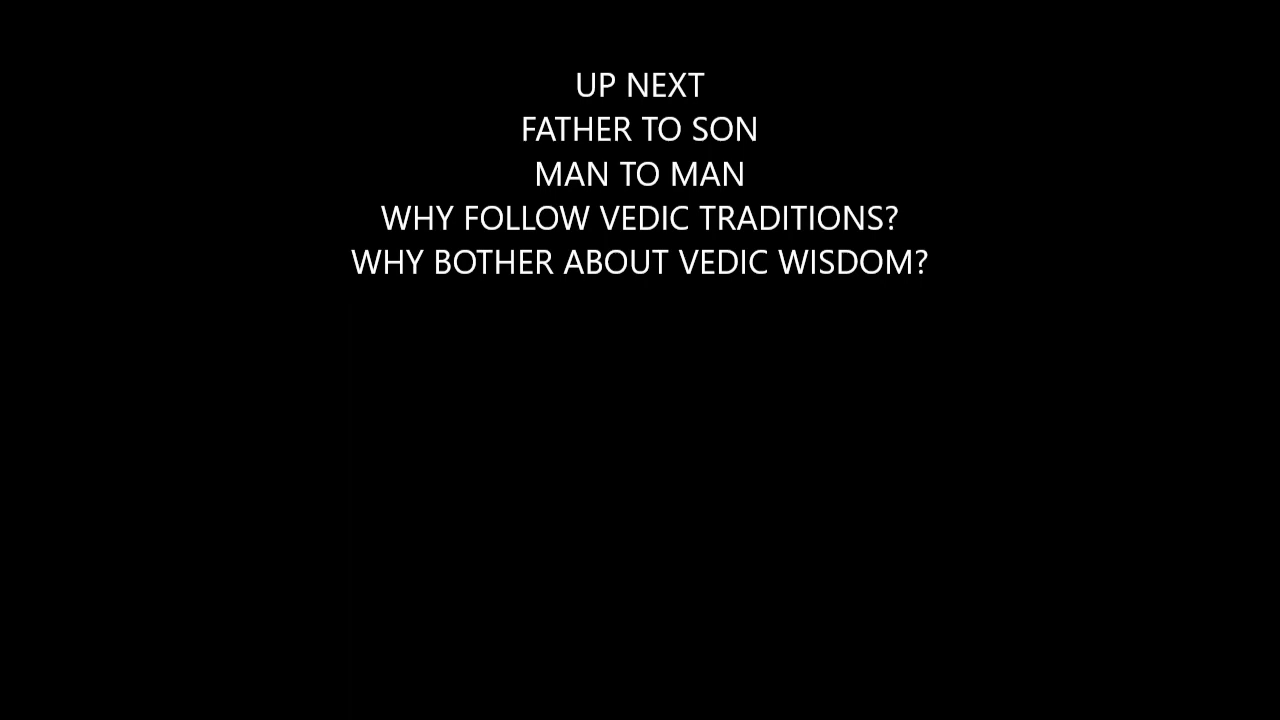 UP NEXT
FATHER TO SON
MAN TO MAN
WHY FOLLOW VEDIC TRADITIONS?
WHY BOTHER ABOUT VEDIC WISDOM?